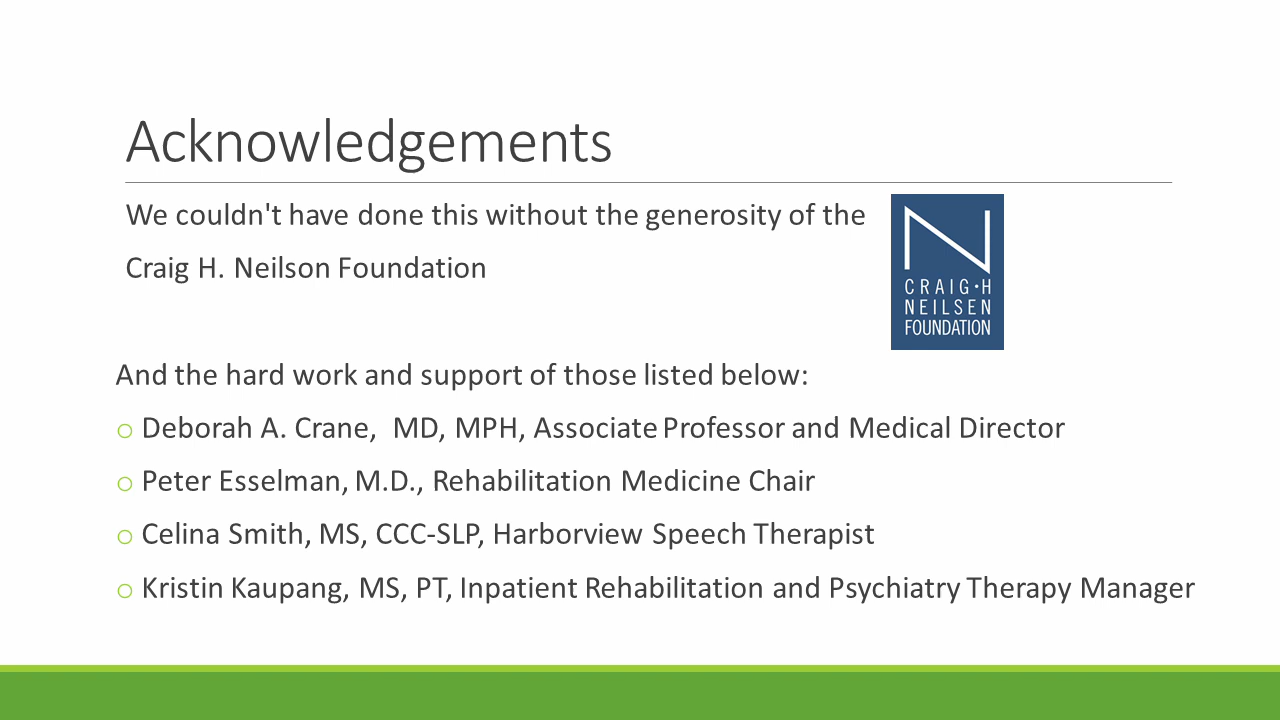 Acknowledgements
We couldn't have done this without the generosity of the
Craig H. Neilson Foundation
CRAIG•H
NEILSEN
FOUNDATION
And the hard work and support of those listed below:
o Deborah A. Crane,  MD, MPH, Associate Professor and Medical Director
o Peter Esselman, M.D., Rehabilitation Medicine Chair
o Celina Smith, MS, CCC-SLP, Harborview Speech Therapist
o Kristin Kaupang, MS, PT, Inpatient Rehabilitation and Psychiatry Therapy Manager